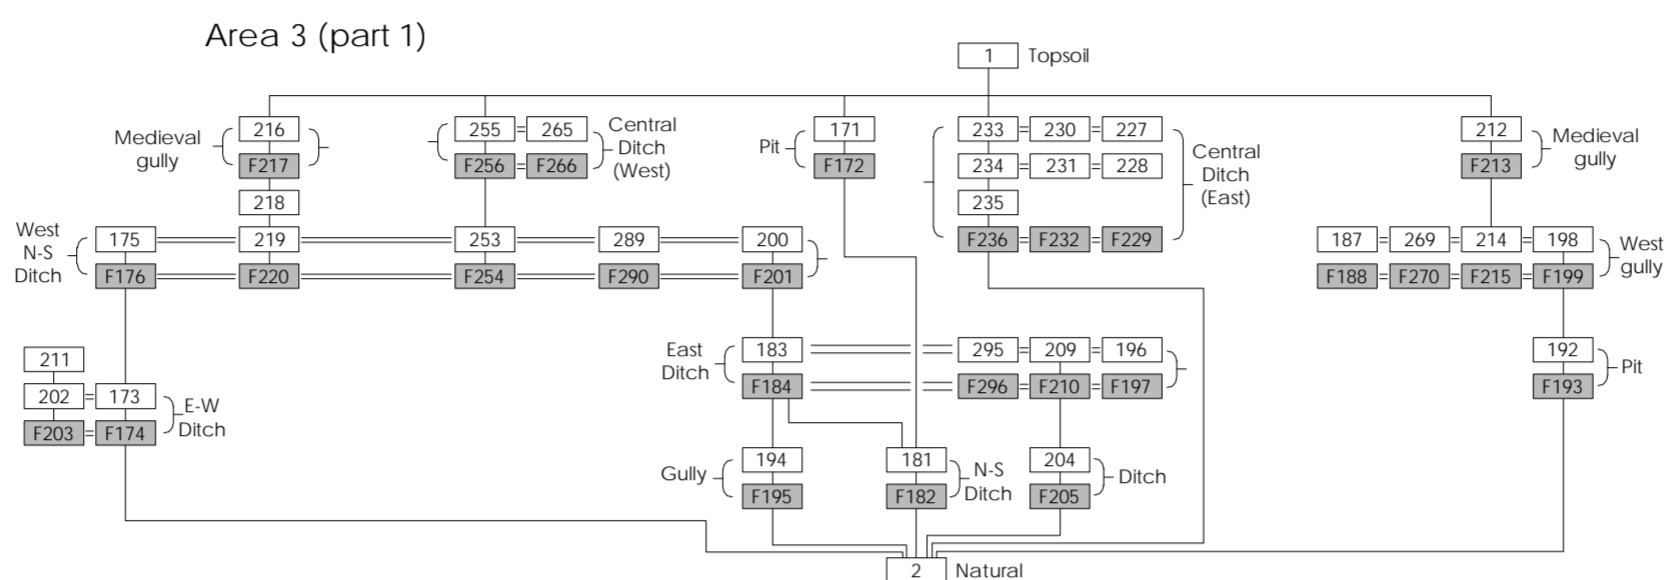 Area 3 (part 1)
1 Topsoil
Medieval
gully
216
F217
218
255 = 265
F256 = F266
Central
Ditch
(West)
Pit
171
F172
233 = 230 = 227
234 = 231 = 228
235
F236 = F232 = F229
Central
Ditch
(East)
212
F213
Medieval
gully
West
N-S
Ditch
175 219 253 289 200
F176 F220 F254 F290 F201
187 = 269 = 214 = 198
F188 = F270 = F215 = F199
West
gully
211
202 = 173
F203 = F174
E-W
Ditch
East
Ditch
183 295 = 209 = 196
F184 F296 = F210 = F197
192
F193
Pit
Gully
194
F195
181
F182
N-S
Ditch
204
F205
Ditch
2 Natural